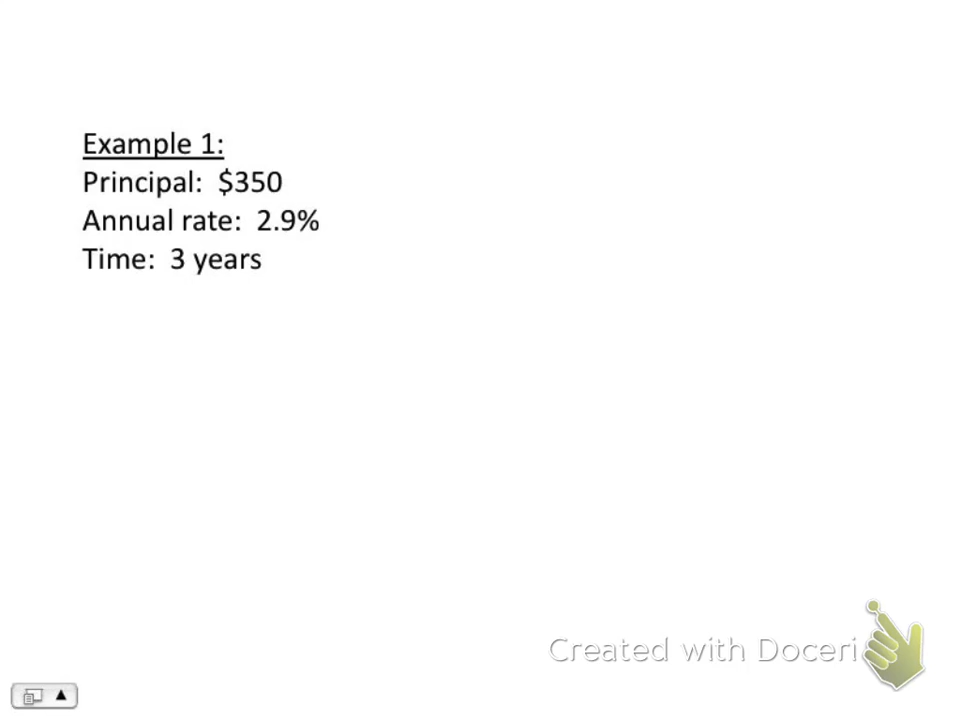 Example 1:
Principal: $350
Annual rate: 2.9%
Time: 3 years
Created with Doceri